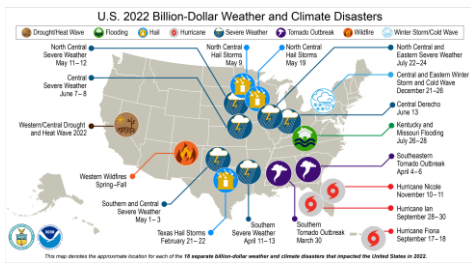 U.S. 2022 Billion-Dollar Weather and Climate Disasters
Drought/Heat Wave
Flooding
Hail
Hurricane
Severe Weather
Tornado Outbreak
Wildfire
Winter Storm/Cold Wave
North Central
Severe Weather
May 11–12
North Central
Hail Storms
May 9
North Central
Hail Storms
May 19
North Central and
Eastern Severe Weather
July 22–24
Central
Severe Weather
June 7–8
Central and Eastern Winter
Storm and Cold Wave
December 21–26
Central Derecho
June 13
Western/Central Drought
and Heat Wave 2022
Kentucky and
Missouri Flooding
July 26–28
Southeastern
Tornado Outbreak
April 4–6
Western Wildfires
Spring–Fall
Hurricane Nicole
November 10–11
Southern and Central
Severe Weather
May 1–3
Hurricane Ian
September 28–30
Texas Hail Storms
February 21–22
Southern
Severe Weather
April 11–13
Southern
Tornado Outbreak
March 30
Hurricane Fiona
September 17–18
This map denotes the approximate location for each of the 18 separate billion-dollar weather and climate disasters that impacted the United States in 2022.